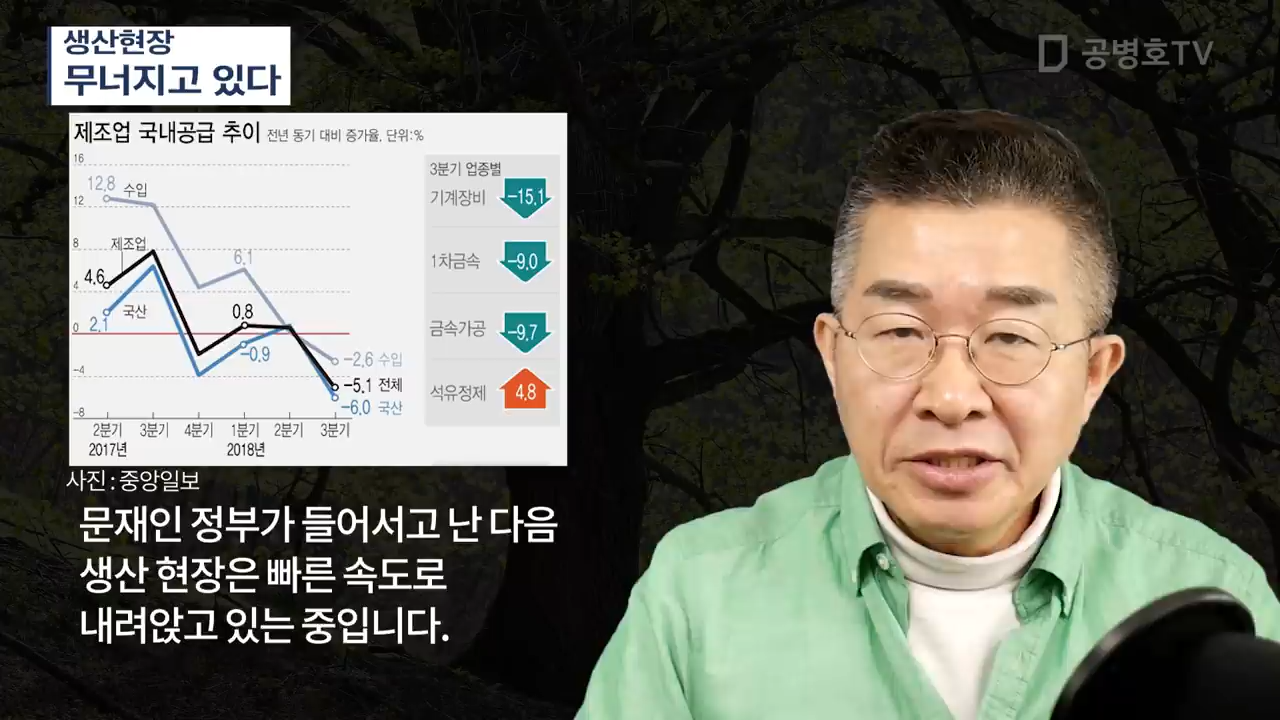 생산현장
무너지고 있다
공병호TV
제조업 국내공급 추이 전년 동기 대비 증가율, 단위:%
16
12
8
4
0
-4
-8
12.8 수입
제조업
4.6
국산
2.1
6.1
0.8
-0.9
-2.6 수입
-5.1 전체
-6.0 국산
2분기 3분기 4분기 1분기 2분기 3분기
2017년 2018년
3분기 업종별
기계장비 -15.1
1차금속 -9.0
금속가공 -9.7
석유정제 4.8
사진 : 중앙일보
문재인 정부가 들어서고 난 다음
생산 현장은 빠른 속도로
내려앉고 있는 중입니다.